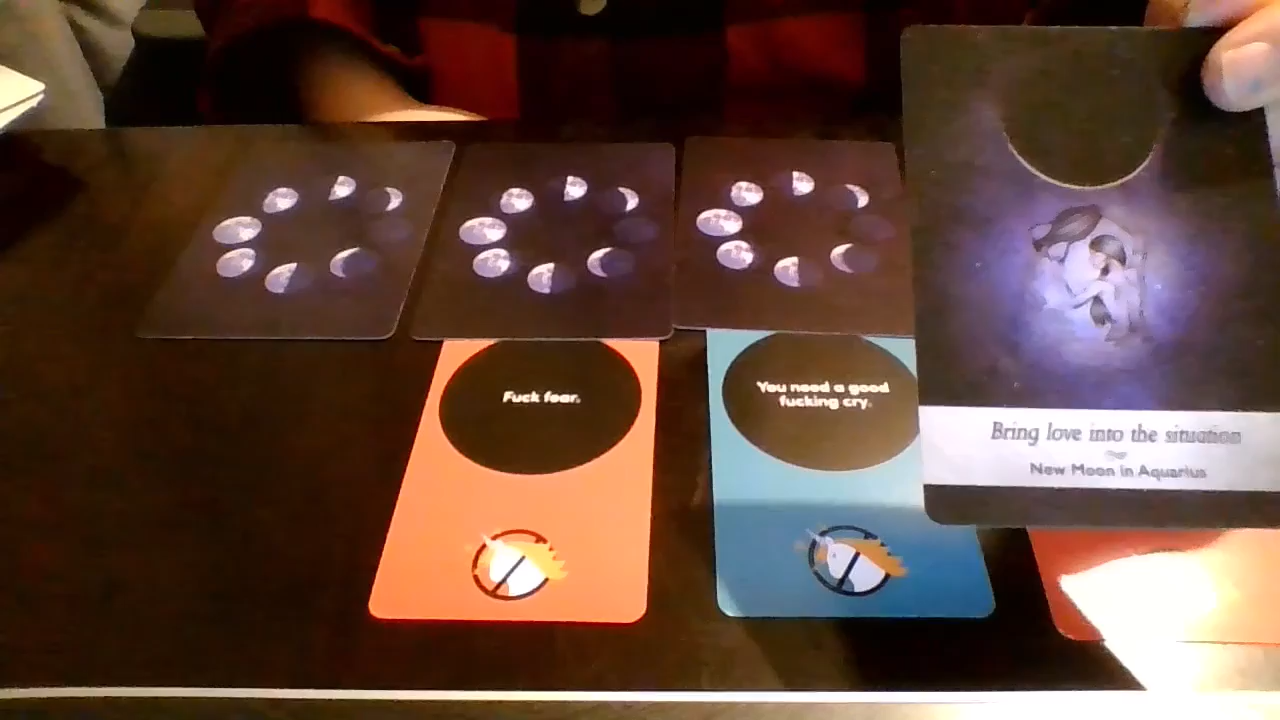 Fuck fear.
You need a good
fucking cry.
Bring love into the situation
New Moon in Aquarius